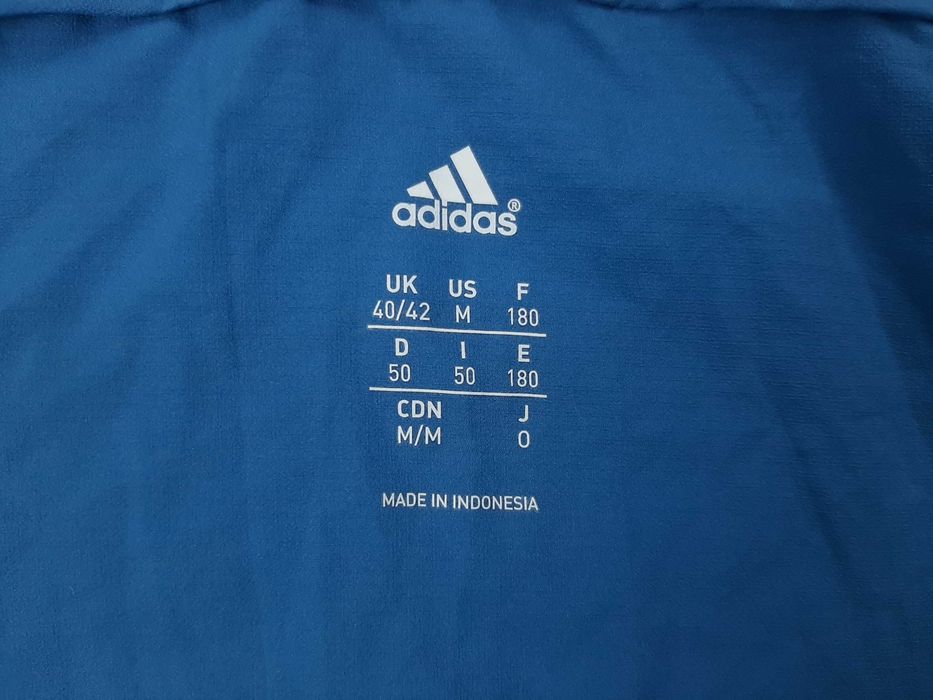 adidas®
UK US F
40/42 M 180
D I E
50 50 180
CDN J
M/M O
MADE IN INDONESIA